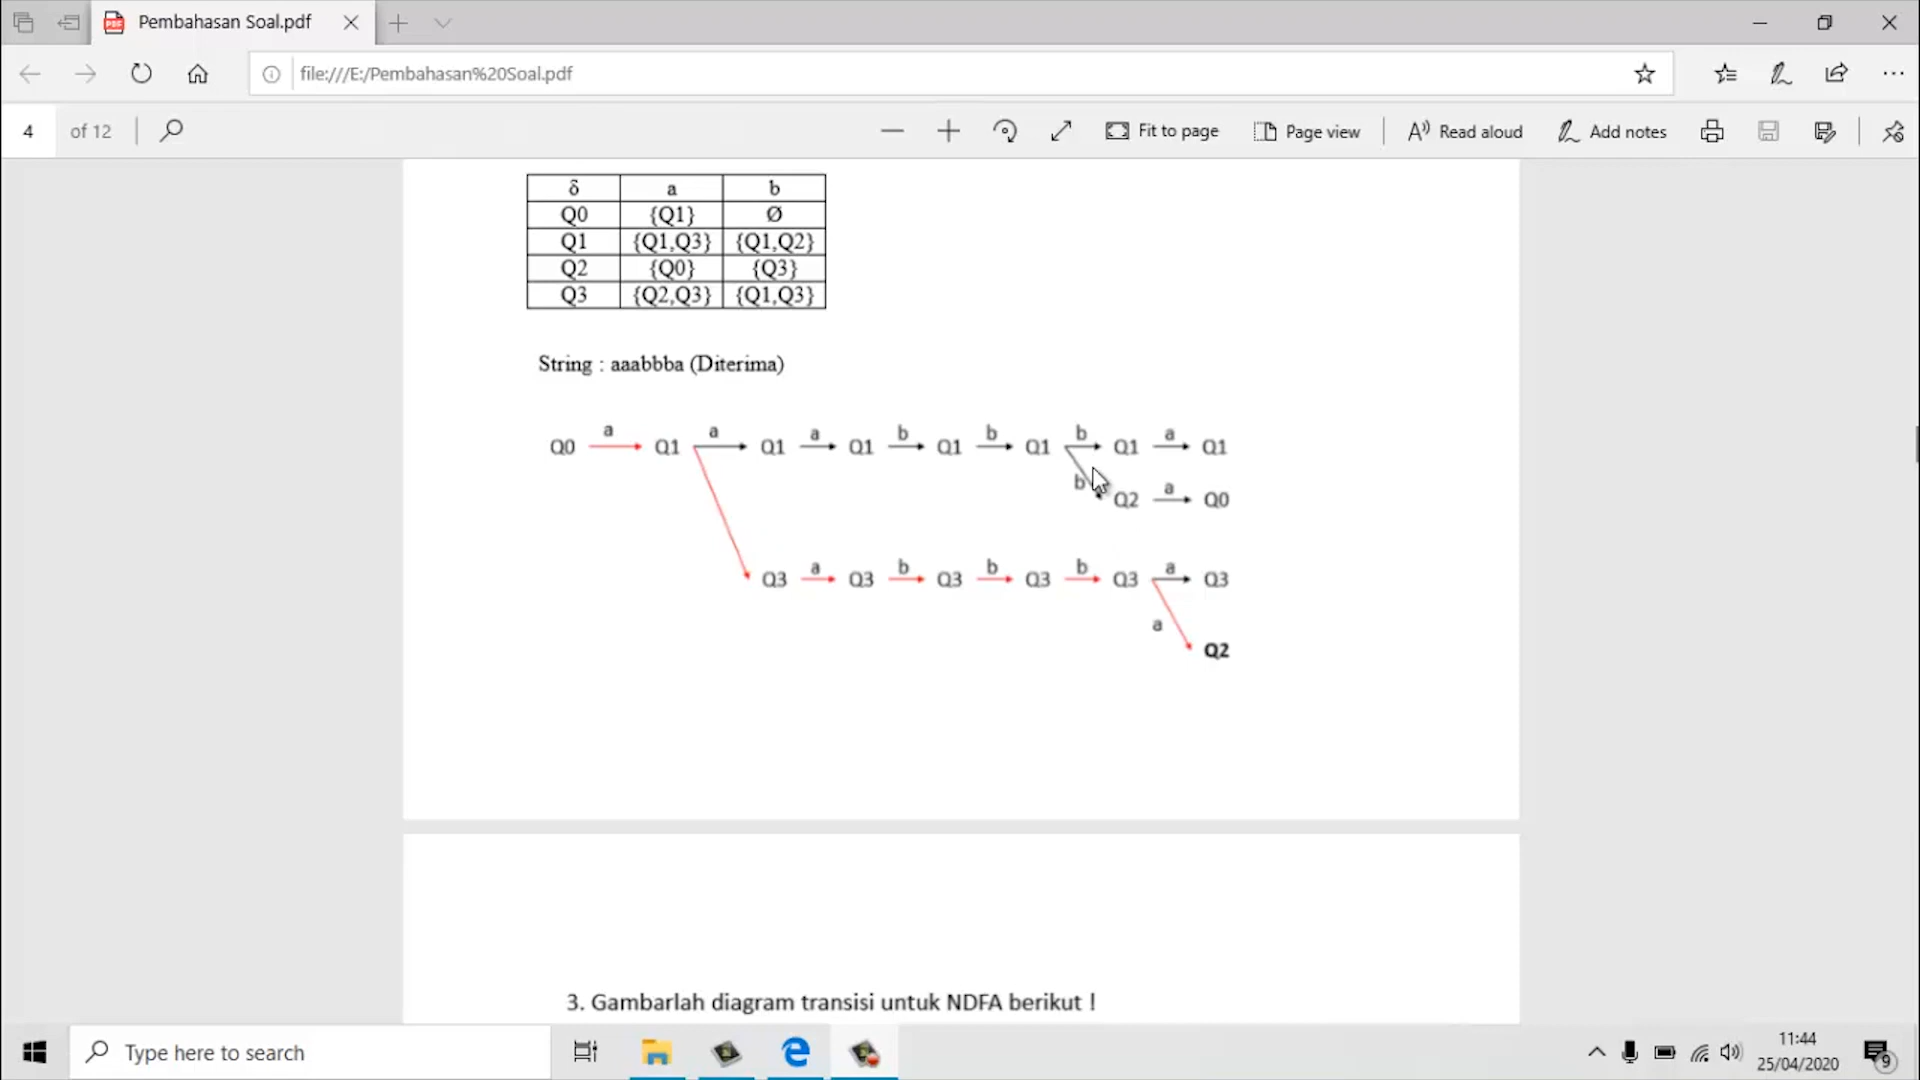 Pembahasan Soal.pdf
file:///E:/Pembahasan%20Soal.pdf
4 of 12
Fit to page
Page view
Read aloud
Add notes
δ a b
Q0 {Q1} Ø
Q1 {Q1,Q3} {Q1,Q2}
Q2 {Q0} {Q3}
Q3 {Q2,Q3} {Q1,Q3}
String : aaabbba (Diterima)
a a a b b b a
Q0 Q1 Q1 Q1 Q1 Q1 Q1 Q1
b a
Q2 Q0
a b b b a
Q3 Q3 Q3 Q3 Q3 Q3
a
Q2
3. Gambarlah diagram transisi untuk NDFA berikut !
Type here to search
11:44
25/04/2020
9